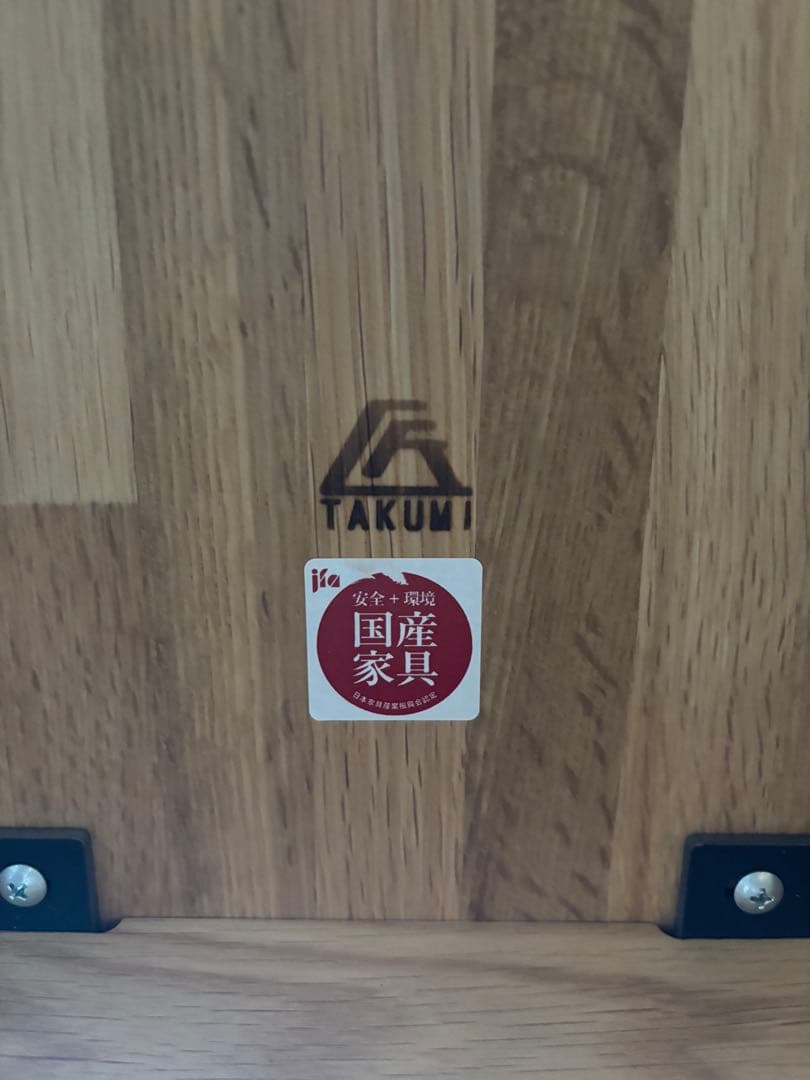 TAKUMI
jfa
安全+環境
国産
家具
日本家具産業振興会認定